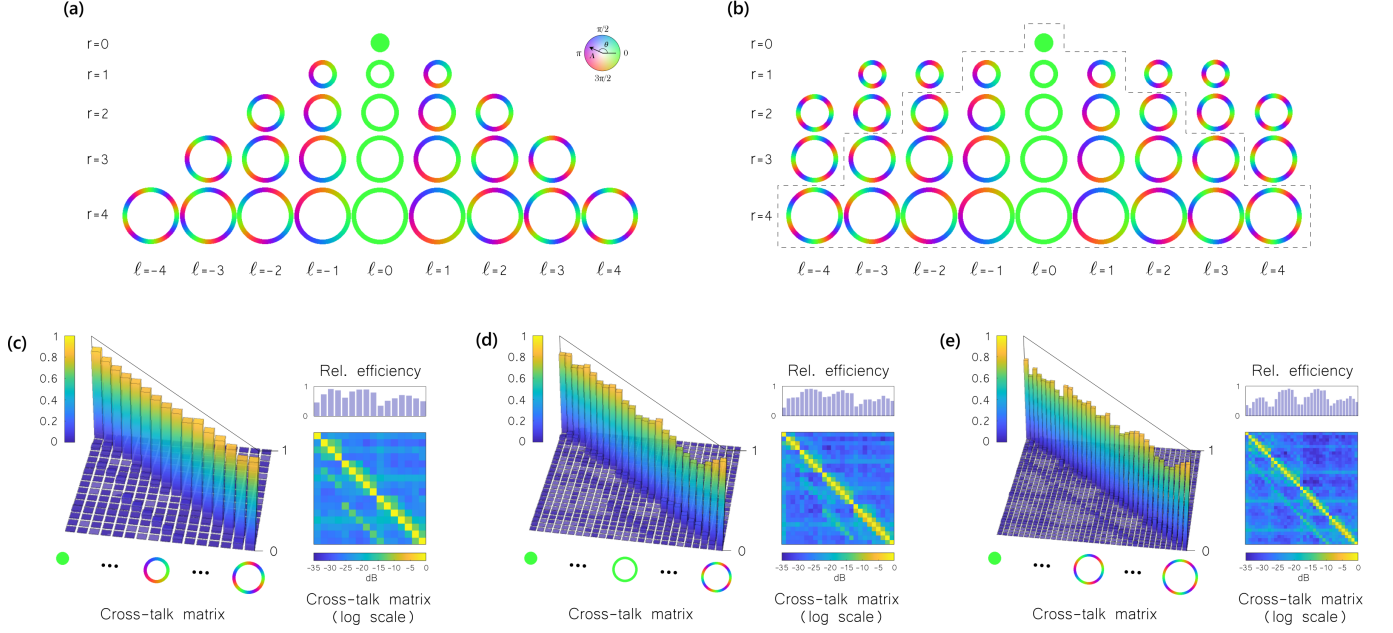 (a)
r=0
r=1
r=2
r=3
r=4
π/2
π
θ
A
0
3π/2
ℓ=-4 ℓ=-3 ℓ=-2 ℓ=-1 ℓ=0 ℓ=1 ℓ=2 ℓ=3 ℓ=4
(b)
r=0
r=1
r=2
r=3
r=4
ℓ=-4 ℓ=-3 ℓ=-2 ℓ=-1 ℓ=0 ℓ=1 ℓ=2 ℓ=3 ℓ=4
(c)
1
0.8
0.6
0.4
0.2
0
1
0
•••
•••
Cross-talk matrix
Rel. efficiency
1
0
-35 -25 -20 -15 -10 -5 0
dB
Cross-talk matrix
(log scale)
(d)
1
0.8
0.6
0.4
0.2
0
1
0
•••
•••
Cross-talk matrix
Rel. efficiency
1
0
-35 -25 -20 -15 -10 -5 0
dB
Cross-talk matrix
(log scale)
(e)
1
0.8
0.6
0.4
0.2
0
1
0
•••
•••
Cross-talk matrix
Rel. efficiency
1
0
-35 -30 -25 -20 -15 -10 -5 0
dB
Cross-talk matrix
(log scale)